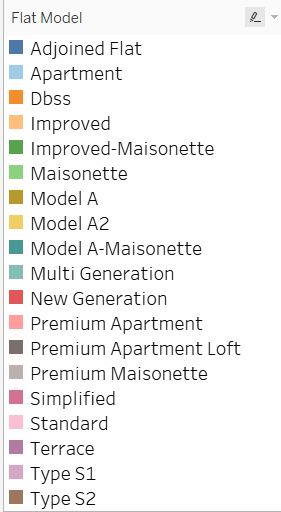 Flat Model
Adjoined Flat
Apartment
Dbss
Improved
Improved-Maisonette
Maisonette
Model A
Model A2
Model A-Maisonette
Multi Generation
New Generation
Premium Apartment
Premium Apartment Loft
Premium Maisonette
Simplified
Standard
Terrace
Type S1
Type S2